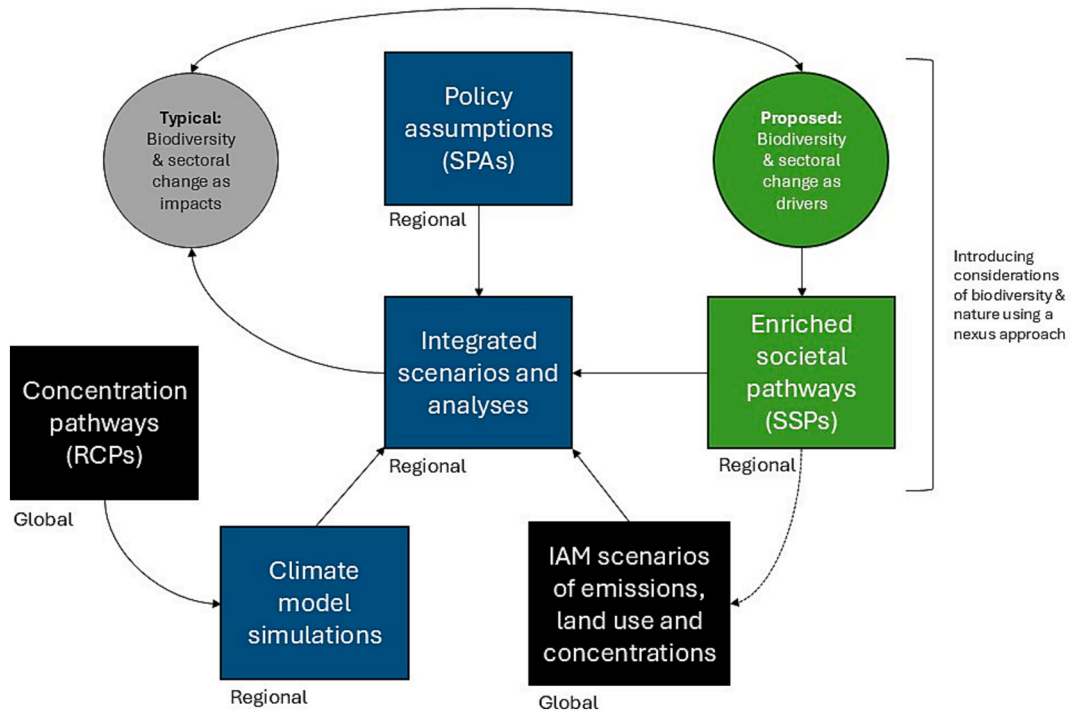 Typical:
Biodiversity
& sectoral
change as
impacts
Policy
assumptions
(SPAs)
Regional
Proposed:
Biodiversity
& sectoral
change as
drivers
Introducing
considerations
of biodiversity &
nature using a
nexus approach
Concentration
pathways
(RCPs)
Global
Integrated
scenarios and
analyses
Regional
Enriched
societal
pathways
(SSPs)
Regional
Climate
model
simulations
Regional
IAM scenarios
of emissions,
land use and
concentrations
Global